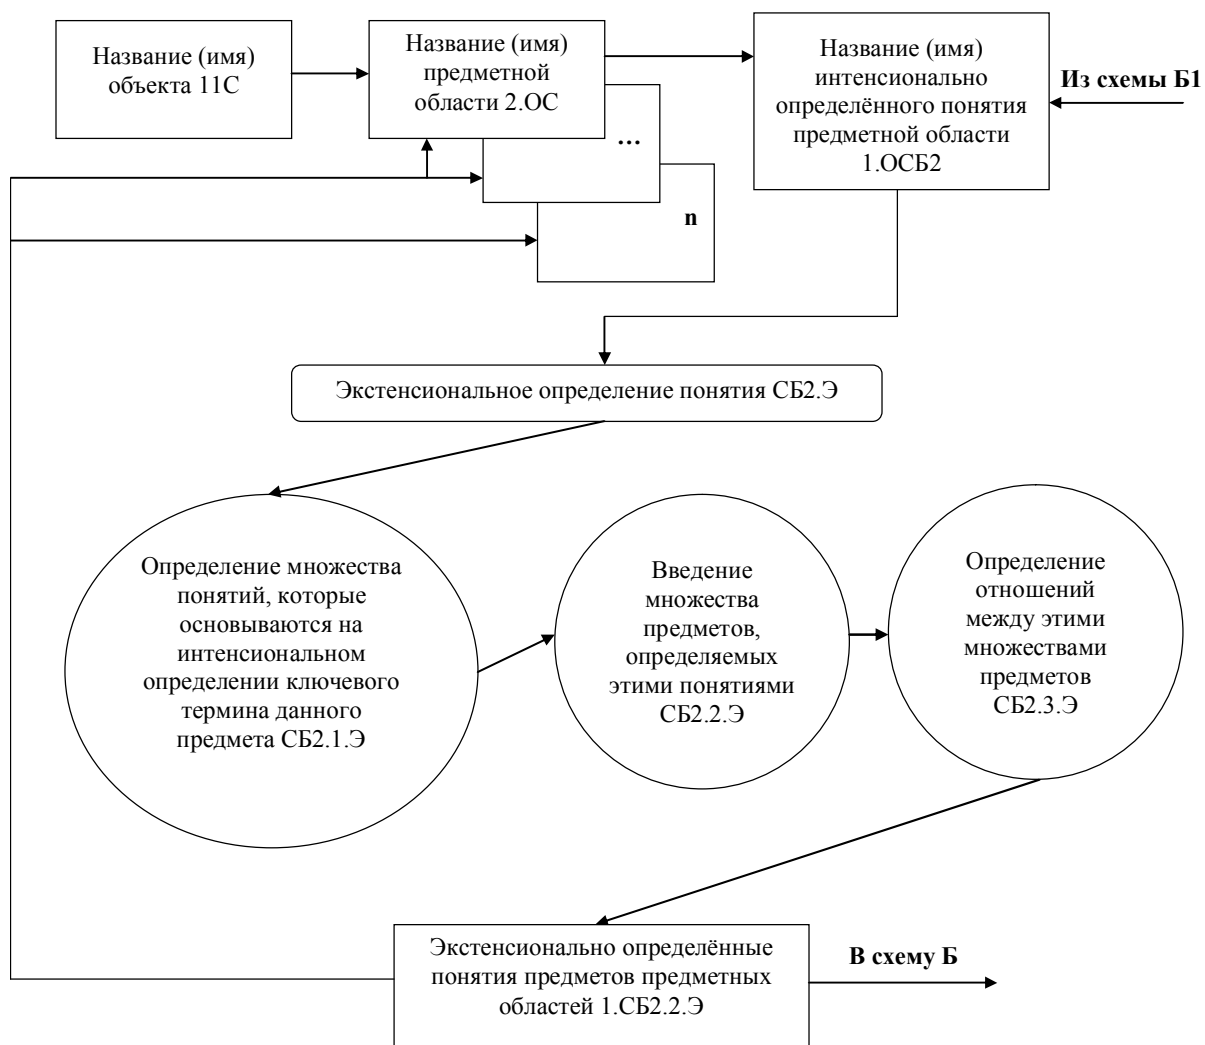 Название (имя)
объекта 11С
Название (имя)
предметной
области 2.ОС
...
n
Название (имя)
интенсионально
определённого понятия
предметной области
1.ОСБ2
Из схемы Б1
Экстенсиональное определение понятия СБ2.Э
Определение множества
понятий, которые
основываются на
интенсиональном
определении ключевого
термина данного
предмета СБ2.1.Э
Введение
множества
предметов,
определяемых
этими понятиями
СБ2.2.Э
Определение
отношений
между этими
множествами
предметов
СБ2.3.Э
Экстенсионально определённые
понятия предметов предметных
областей 1.СБ2.2.Э
В схему Б